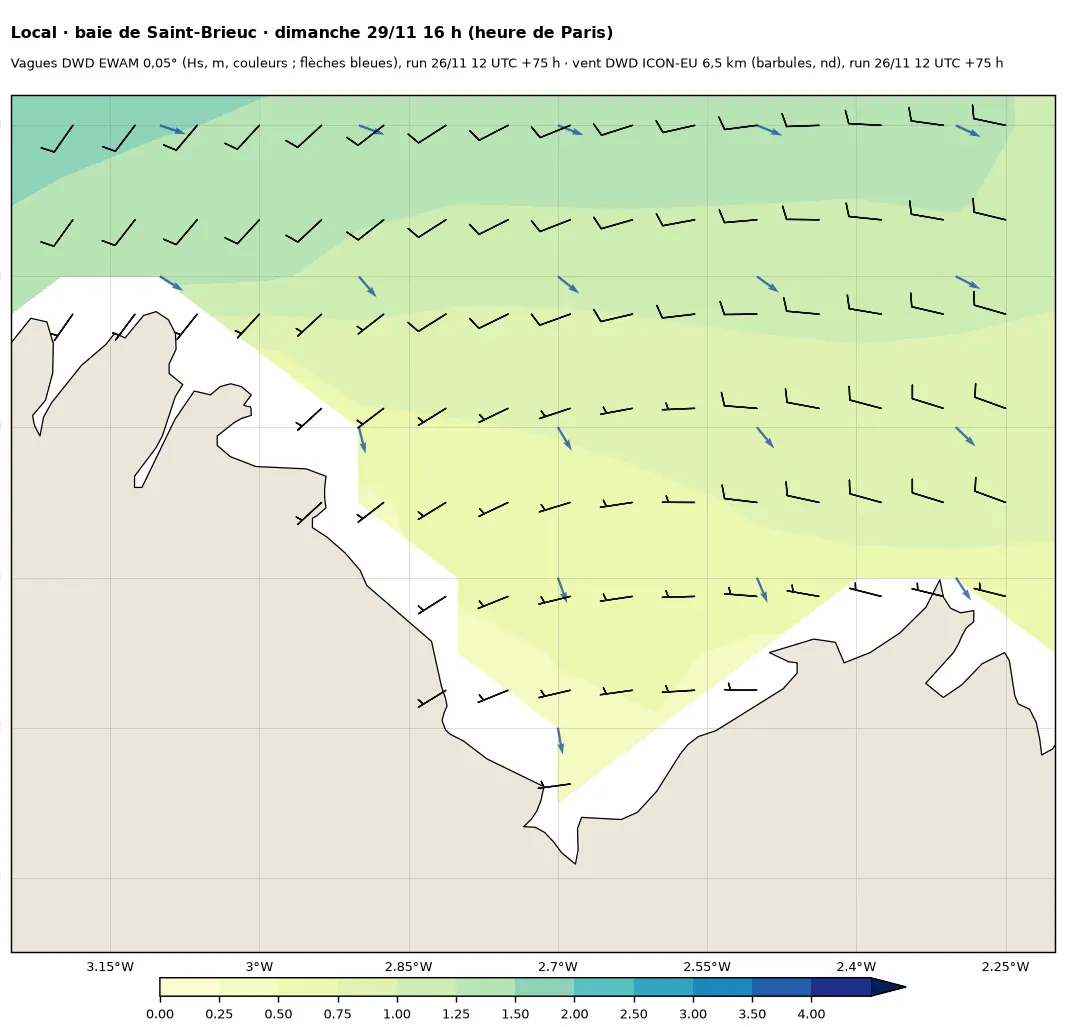 Local · baie de Saint-Brieuc · dimanche 29/11 16 h (heure de Paris)
Vagues DWD EWAM 0,05° (Hs, m, couleurs ; flèches bleues), run 26/11 12 UTC +75 h · vent DWD ICON-EU 6,5 km (barbules, nd), run 26/11 12 UTC +75 h
3.15°W 3°W 2.85°W 2.7°W 2.55°W 2.4°W 2.25°W
0.00 0.25 0.50 0.75 1.00 1.25 1.50 2.00 2.50 3.00 3.50 4.00